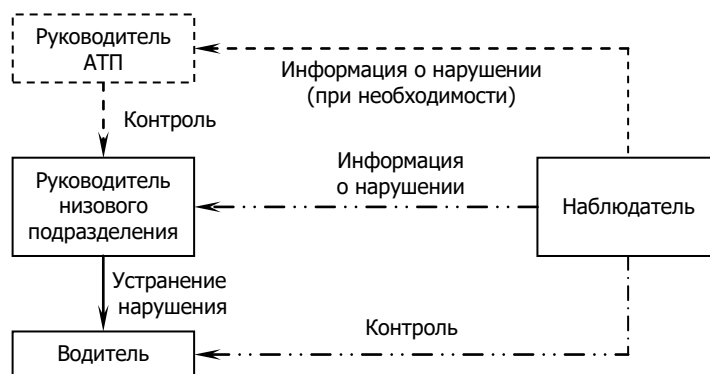 Руководитель
АТП
Информация о нарушении
(при необходимости)
Контроль
Руководитель
низового
подразделения
Информация
о нарушении
Наблюдатель
Устранение
нарушения
Контроль
Водитель